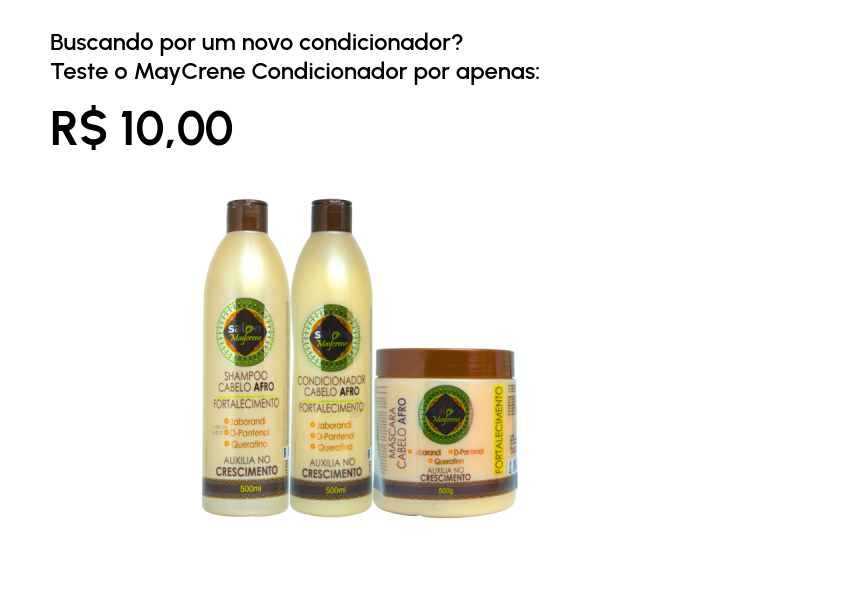 Buscando por um novo condicionador?
Teste o MayCrene Condicionador por apenas:
R$ 10,00
salon
Maycrene
SHAMPOO
CABELO AFRO
FORTALECIMENTO
Jaborandi
D-Pantenol
Queratina
AUXILIA NO
CRESCIMENTO
500ml
Maycrene
CONDICIONADOR
CABELO AFRO
FORTALECIMENTO
Jaborandi
D-Pantenol
Queratina
AUXILIA NO
CRESCIMENTO
500ml
Maycrene
MÁSCARA
CABELO AFRO
FORTALECIMENTO
Jaborandi D-Pantenol
Queratina
AUXILIA NO
CRESCIMENTO
500g